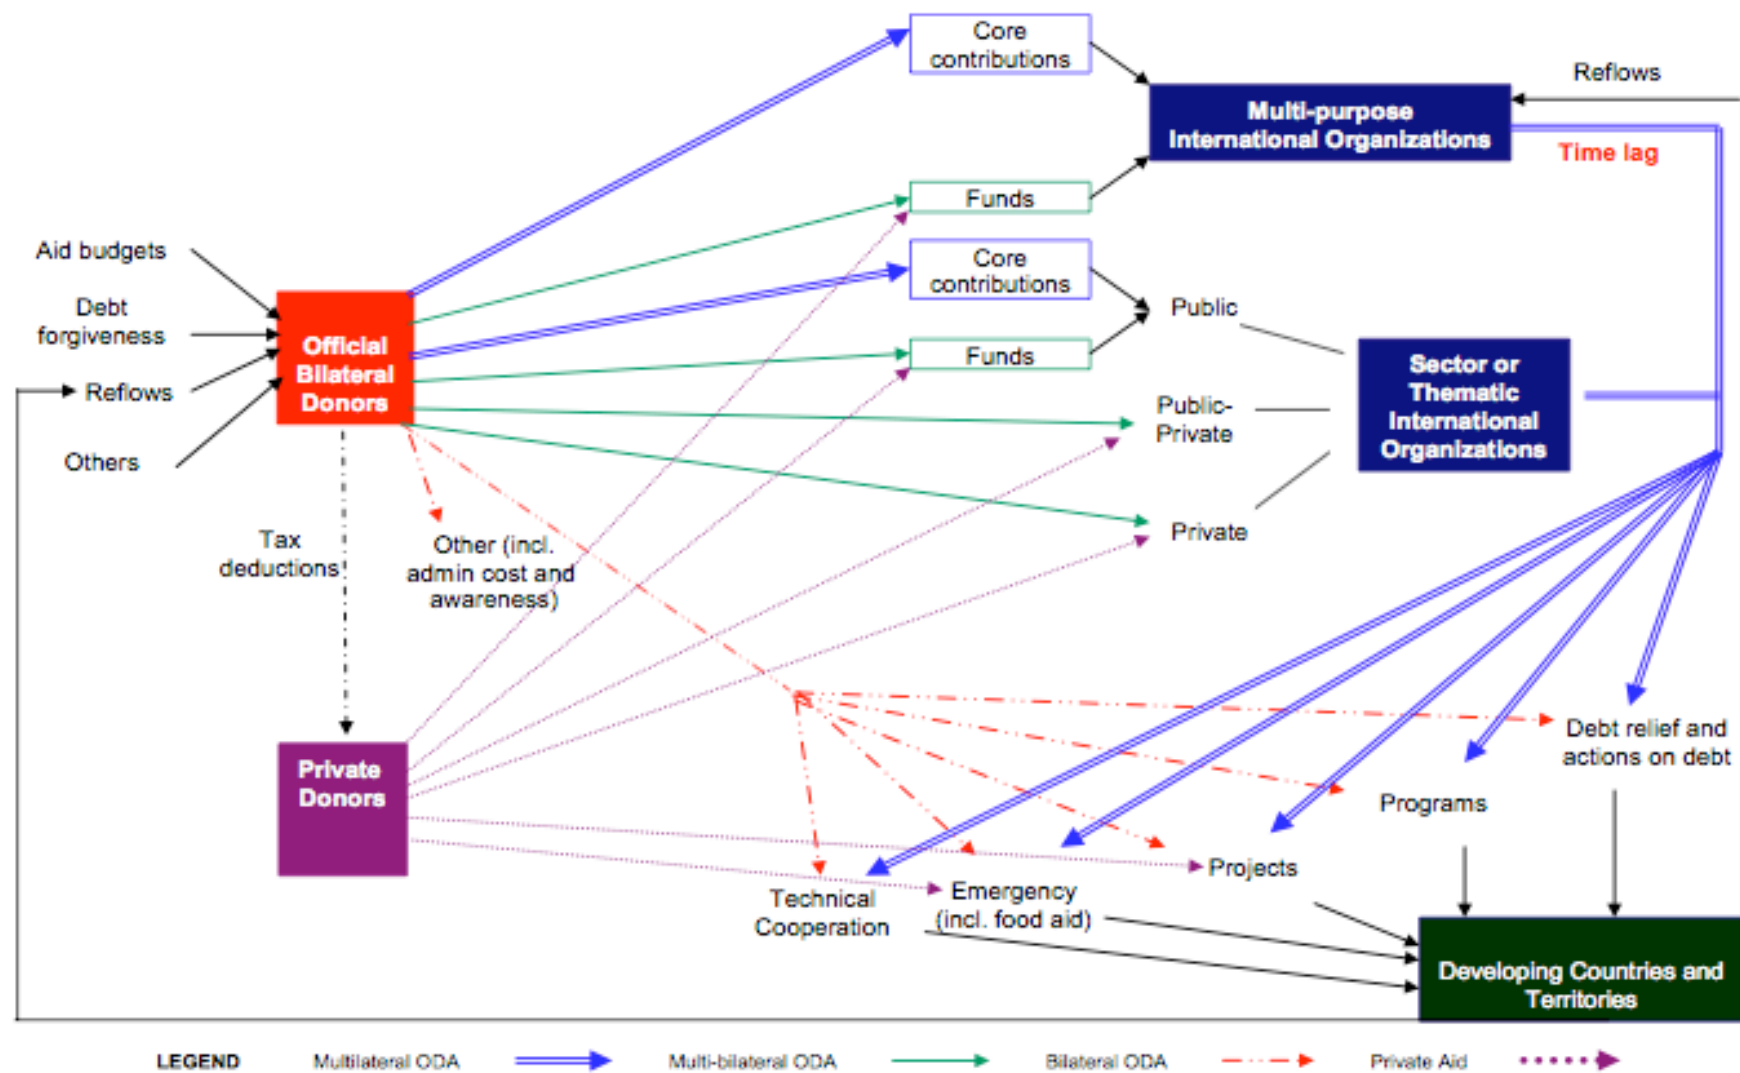 Core
contributions
Reflows
Multi-purpose
International Organizations
Time lag
Funds
Aid budgets
Core
contributions
Debt
forgiveness
Public
Official
Bilateral
Donors
Funds
Sector or
Thematic
International
Organizations
Reflows
Public-
Private
Others
Private
Tax
deductions
Other (incl.
admin cost and
awareness)
Debt relief and
actions on debt
Private
Donors
Programs
Projects
Technical
Cooperation
Emergency
(incl. food aid)
Developing Countries and
Territories
LEGEND Multilateral ODA Multi-bilateral ODA Bilateral ODA Private Aid